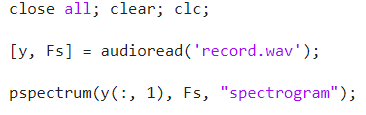 close all; clear; clc;
[y, Fs] = audioread('record.wav');
pspectrum(y(:, 1), Fs, "spectrogram");